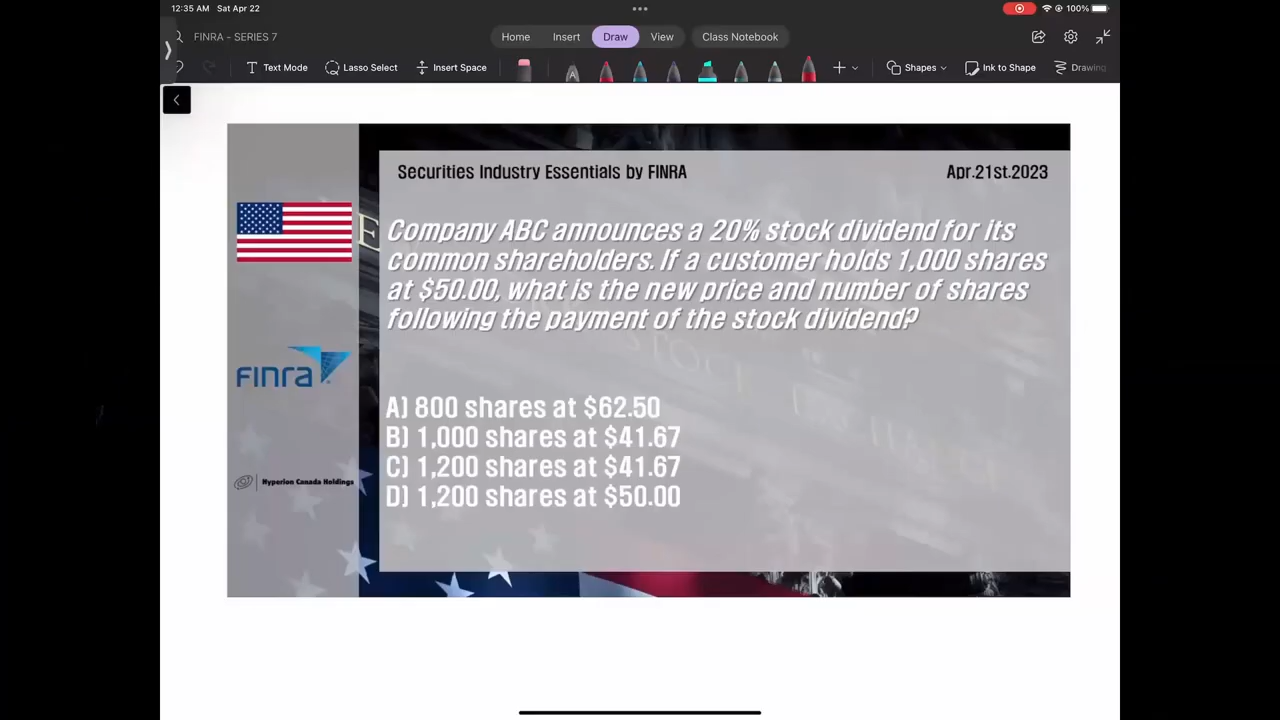 12:35 AM Sat Apr 22
100%
FINRA - SERIES 7
Home Insert Draw View Class Notebook
Text Mode Lasso Select Insert Space
A
Shapes Ink to Shape Drawing
Securities Industry Essentials by FINRA
Apr.21st.2023
E
Company ABC announces a 20% stock dividend for its
common shareholders. If a customer holds 1,000 shares
at $50.00, what is the new price and number of shares
following the payment of the stock dividend?
finra
A) 800 shares at $62.50
B) 1,000 shares at $41.67
C) 1,200 shares at $41.67
D) 1,200 shares at $50.00
Hyperion Canada Holdings